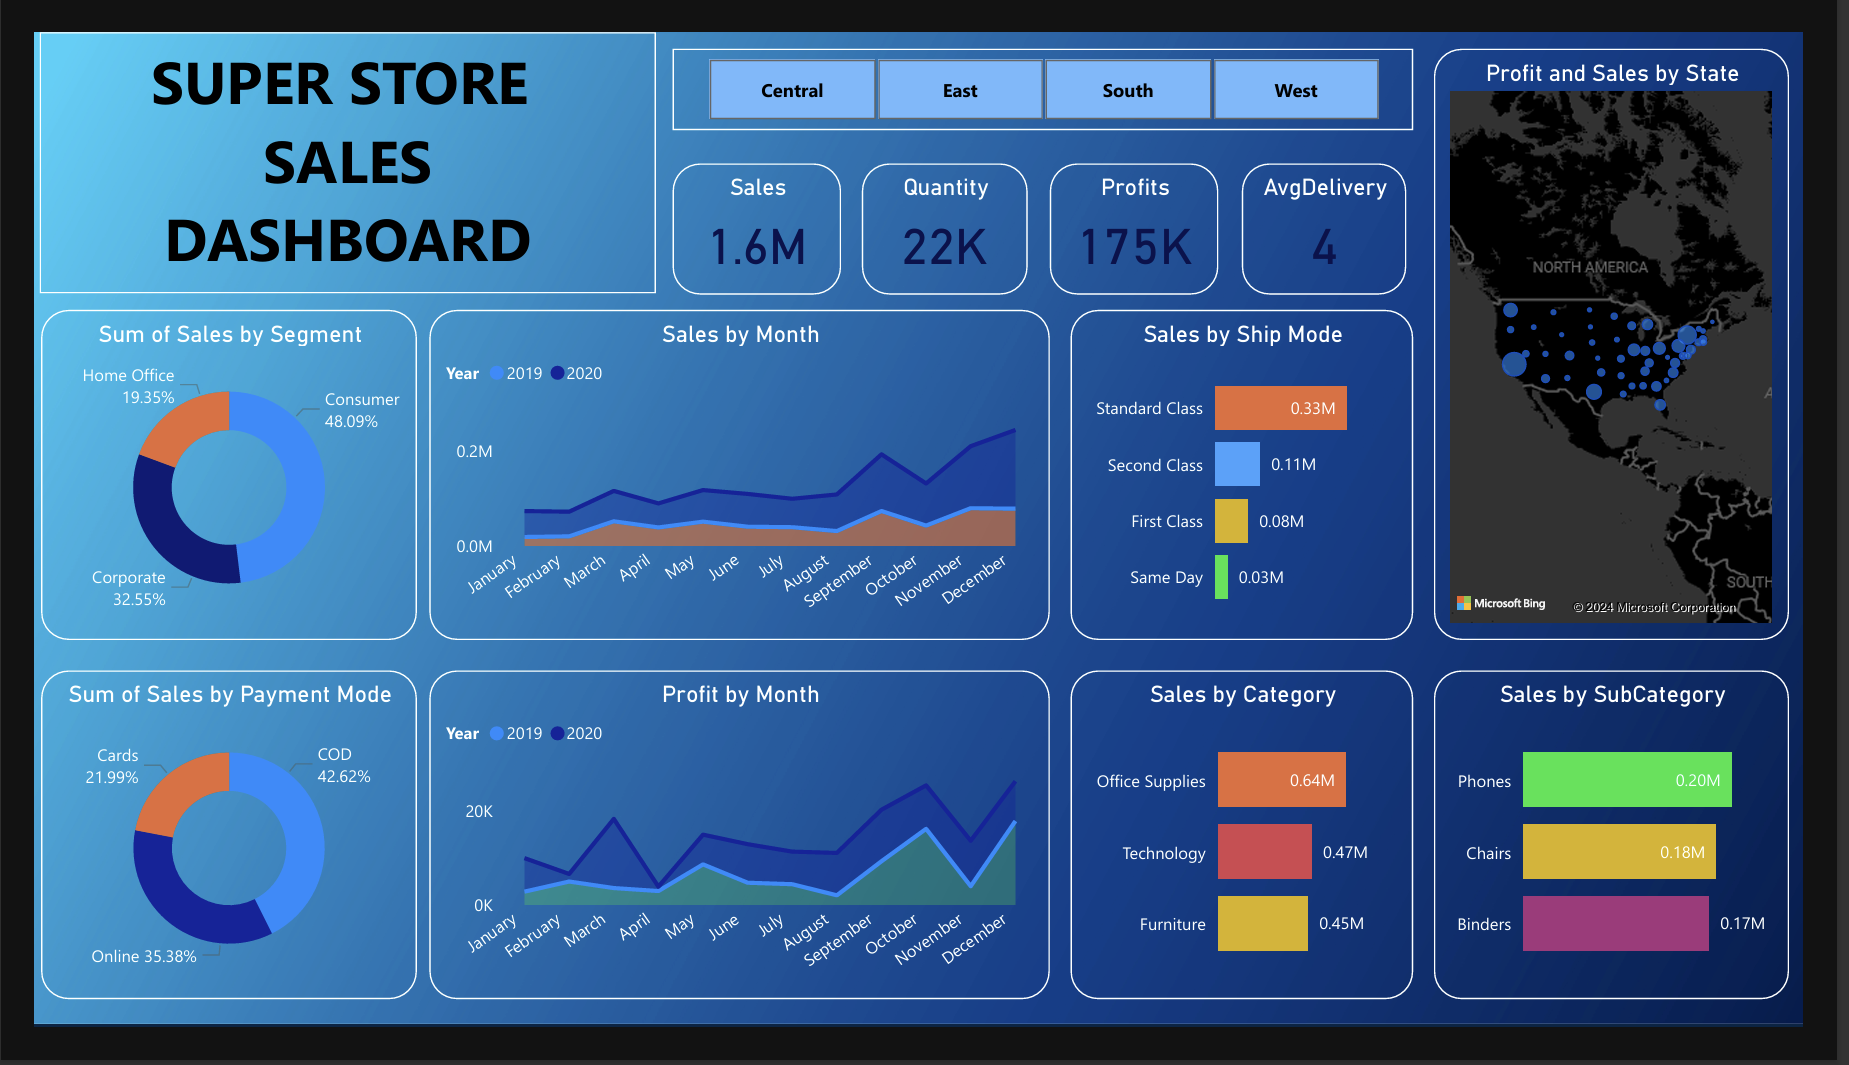 SUPER STORE
SALES
DASHBOARD
Central
East
South
West
Sales
1.6M
Quantity
22K
Profits
175K
AvgDelivery
4
Profit and Sales by State
NORTH AMERICA
SOUTH
Microsoft Bing
© 2024 Microsoft Corporation
Sum of Sales by Segment
Home Office
19.35%
Consumer
48.09%
Corporate
32.55%
Sales by Month
Year 2019 2020
0.2M
0.0M
January
February
March
April
May
June
July
August
September
October
November
December
Sales by Ship Mode
Standard Class 0.33M
Second Class 0.11M
First Class 0.08M
Same Day 0.03M
Sum of Sales by Payment Mode
Cards
21.99%
COD
42.62%
Online 35.38%
Profit by Month
Year 2019 2020
20K
0K
January
February
March
April
May
June
July
August
September
October
November
December
Sales by Category
Office Supplies 0.64M
Technology 0.47M
Furniture 0.45M
Sales by SubCategory
Phones 0.20M
Chairs 0.18M
Binders 0.17M